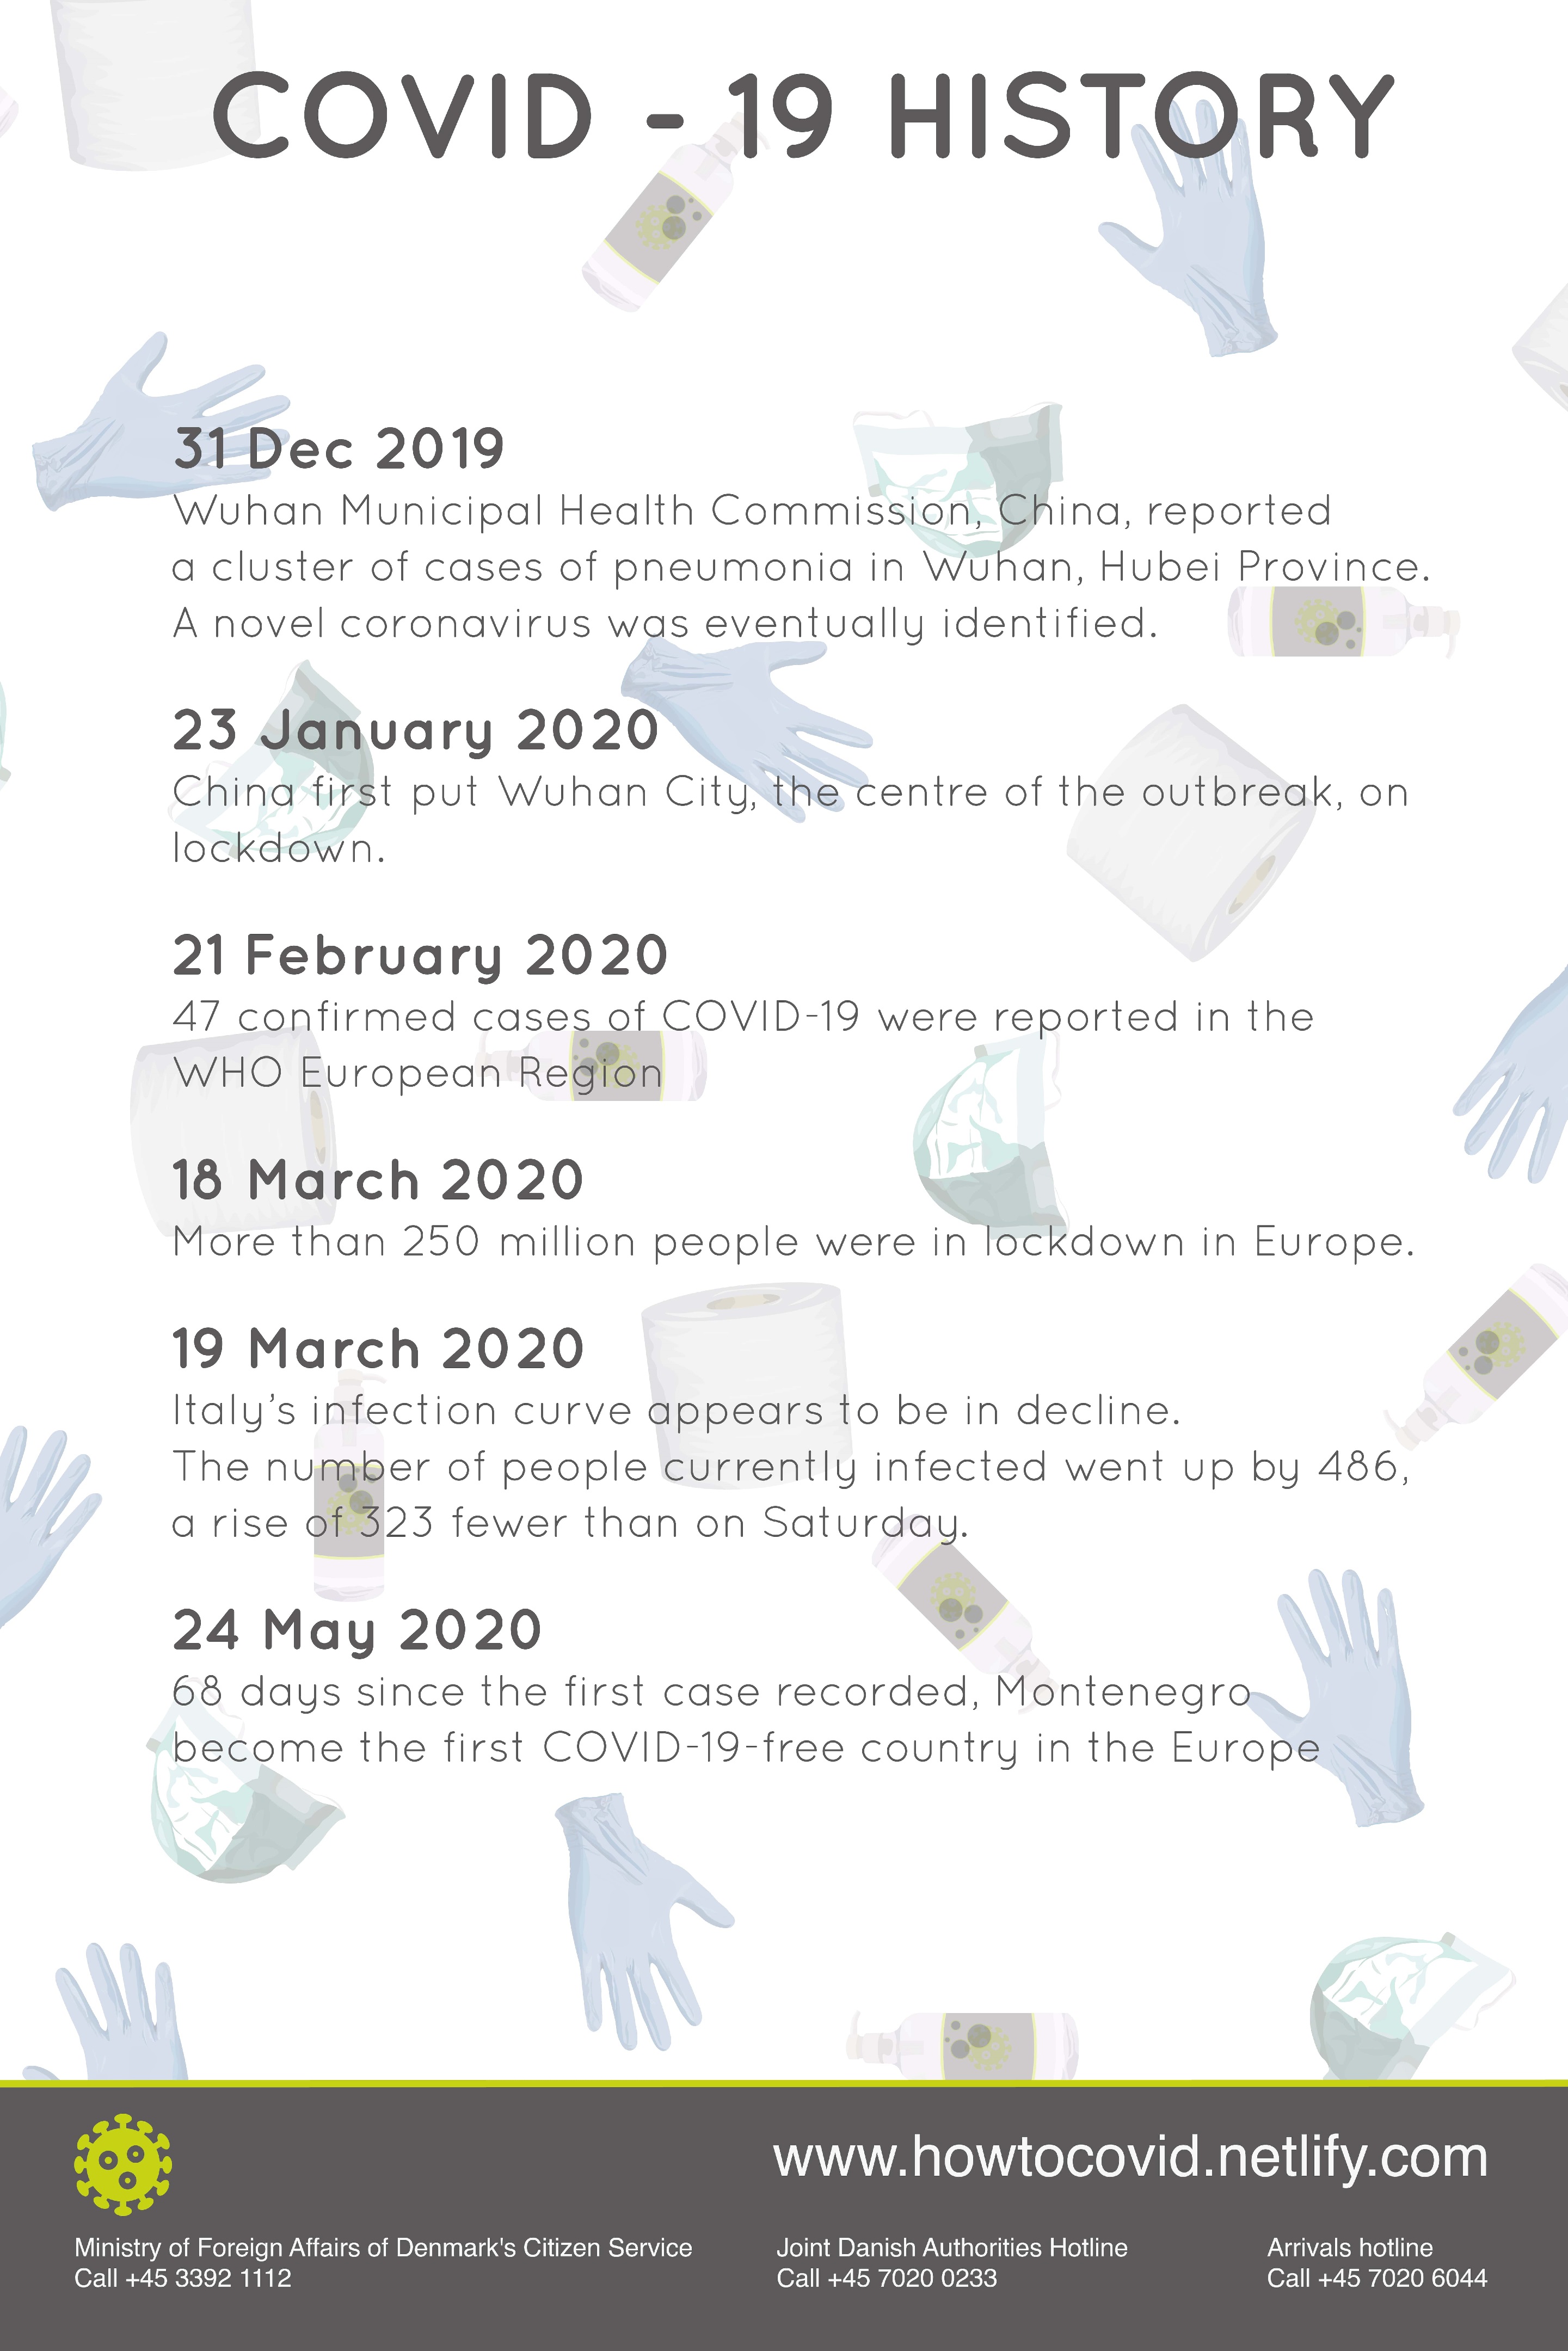 COVID - 19 HISTORY
31 Dec 2019
Wuhan Municipal Health Commission, China, reported
a cluster of cases of pneumonia in Wuhan, Hubei Province.
A novel coronavirus was eventually identified.
23 January 2020
China first put Wuhan City, the centre of the outbreak, on
lockdown.
21 February 2020
47 confirmed cases of COVID-19 were reported in the
WHO European Region
18 March 2020
More than 250 million people were in lockdown in Europe.
19 March 2020
Italy's infection curve appears to be in decline.
The number of people currently infected went up by 486,
a rise of 323 fewer than on Saturday.
24 May 2020
68 days since the first case recorded, Montenegro
become the first COVID-19-free country in the Europe
www.howtocovid.netlify.com
Ministry of Foreign Affairs of Denmark's Citizen Service
Call +45 3392 1112
Joint Danish Authorities Hotline
Call +45 7020 0233
Arrivals hotline
Call +45 7020 6044